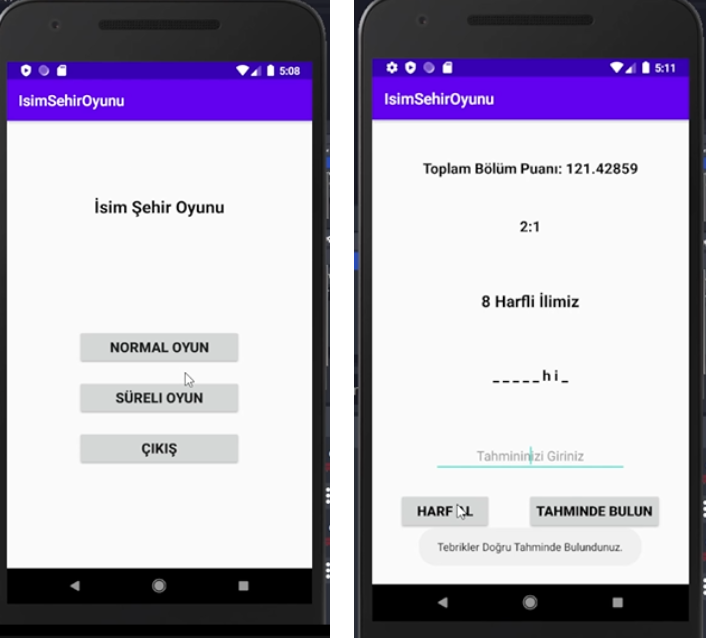 5:08
IsimSehirOyunu
İsim Şehir Oyunu
NORMAL OYUN
SÜRELI OYUN
ÇIKIŞ
5:11
IsimSehirOyunu
Toplam Bölüm Puanı: 121.42859
2:1
8 Harfli İlimiz
_ _ _ _ _ h i _
Tahmininizi Giriniz
HARF AL
TAHMINDE BULUN
Tebrikler Doğru Tahminde Bulundunuz.